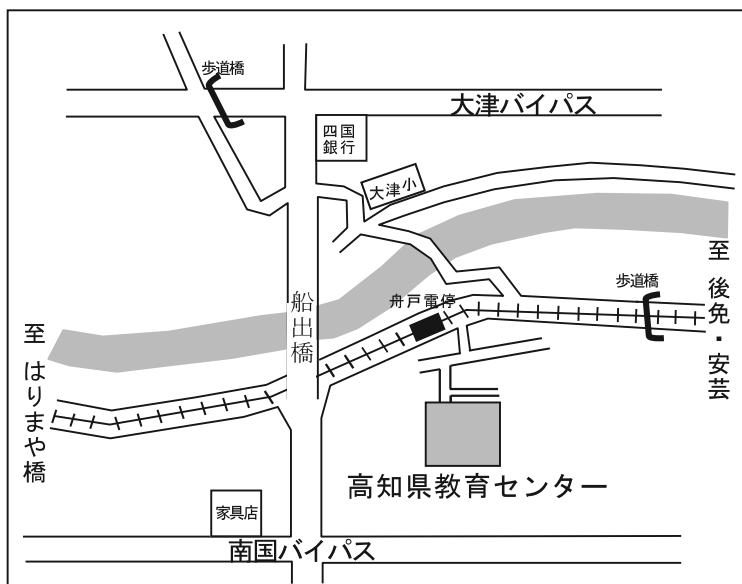 歩道橋
大津バイパス
四国
銀行
大津小
至 後免・安芸
歩道橋
舟戸電停
船出橋
至 はりまや橋
高知県教育センター
家具店
南国バイパス